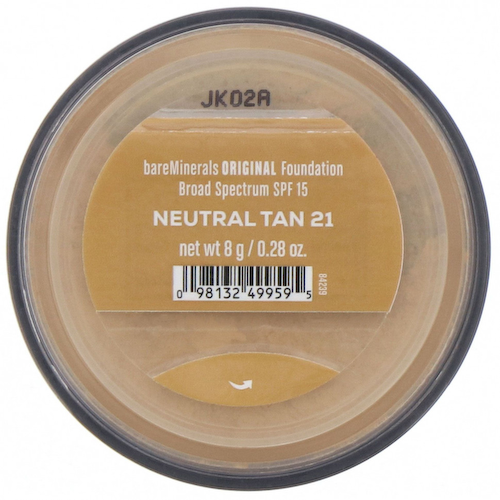 JK02A
bareMinerals ORIGINAL Foundation
Broad Spectrum SPF 15
NEUTRAL TAN 21
net wt 8 g / 0.28 oz.
84239
0 98132 49959 5